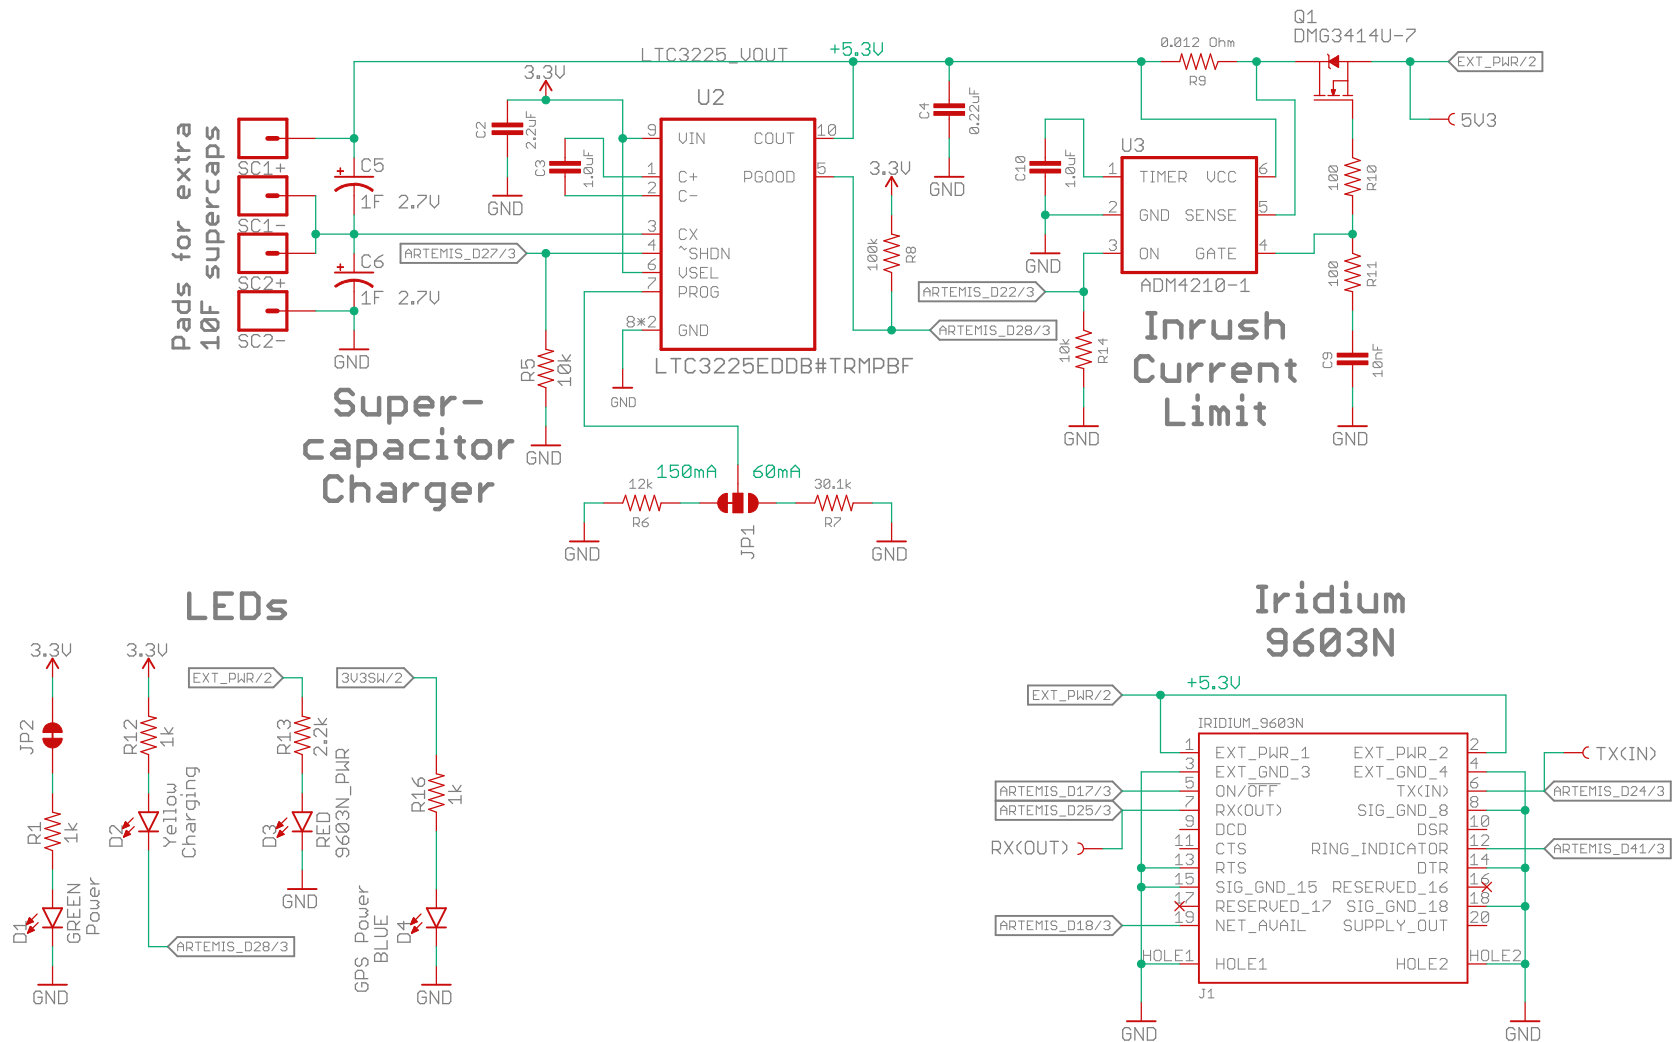 Q1
DMG3414U-7
LTC3225_VOUT
+5.3V
0.012 Ohm
R9
EXT_PWR/2
5V3
3.3V
U2
C2
2.2uF
C3
1.0uF
GND
9
VIN
COUT
10
1
C+
PGOOD
5
2
C-
3
CX
4
~SHDN
6
VSEL
7
PROG
8*2
GND
LTC3225EDDB#TRMPBF
GND
Pads for extra
10F supercaps
SC1+
SC1-
SC2+
SC2-
+
C5
1F 2.7V
+
C6
1F 2.7V
GND
ARTEMIS_D27/3
R5
10k
GND
Super-
capacitor
Charger
3.3V
100k
R8
ARTEMIS_D28/3
C4
0.22uF
GND
C10
1.0uF
GND
U3
1
TIMER
VCC
6
2
GND
SENSE
5
3
ON
GATE
4
ADM4210-1
ARTEMIS_D22/3
10k
R14
GND
Inrush
Current
Limit
100
R10
100
R11
C9
10nF
GND
150mA
60mA
12k
R6
30.1k
R7
JP1
GND
GND
LEDs
3.3V
JP2
R1
1k
D1
GREEN
Power
GND
3.3V
R12
1k
D2
Yellow
Charging
ARTEMIS_D28/3
EXT_PWR/2
R13
2.2k
D3
RED
9603N_PWR
GND
3V3SW/2
R16
1k
GPS Power
BLUE
D4
GND
Iridium
9603N
EXT_PWR/2
+5.3V
IRIDIUM_9603N
1
EXT_PWR_1
EXT_PWR_2
2
3
EXT_GND_3
EXT_GND_4
4
ARTEMIS_D17/3
5
ON/OFF
TX(IN)
6
TX(IN)
ARTEMIS_D24/3
ARTEMIS_D25/3
7
RX(OUT)
SIG_GND_8
8
9
DCD
DSR
10
RX(OUT)
11
CTS
RING_INDICATOR
12
ARTEMIS_D41/3
13
RTS
DTR
14
15
SIG_GND_15
RESERVED_16
16
17
RESERVED_17
SIG_GND_18
18
ARTEMIS_D18/3
19
NET_AVAIL
SUPPLY_OUT
20
HOLE1
HOLE1
HOLE2
HOLE2
J1
GND
GND